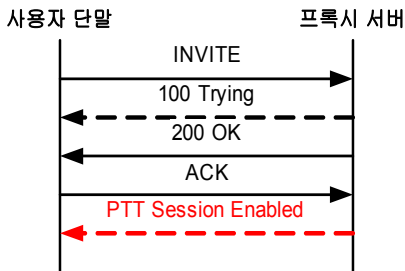 사용자 단말
프록시 서버
INVITE
100 Trying
200 OK
ACK
PTT Session Enabled